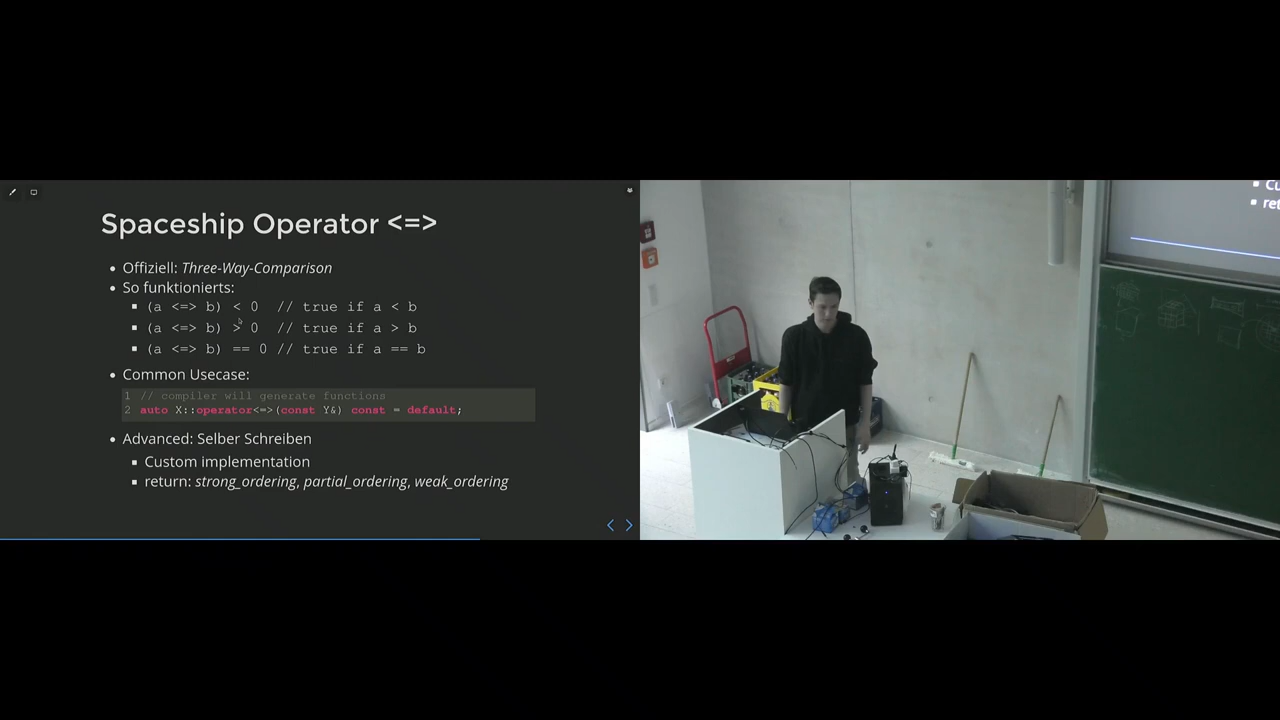 Spaceship Operator <=>
Offiziell: Three-Way-Comparison
So funktionierts:
(a <=> b) < 0 // true if a < b
(a <=> b) > 0 // true if a > b
(a <=> b) == 0 // true if a == b
Common Usecase:
1 // compiler will generate functions
2 auto X::operator<=>(const Y&) const = default;
Advanced: Selber Schreiben
Custom implementation
return: strong_ordering, partial_ordering, weak_ordering
Cu
ret